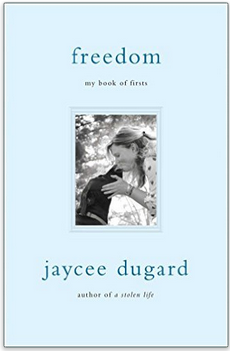 freedom
my book of firsts
jaycee dugard
author of a stolen life